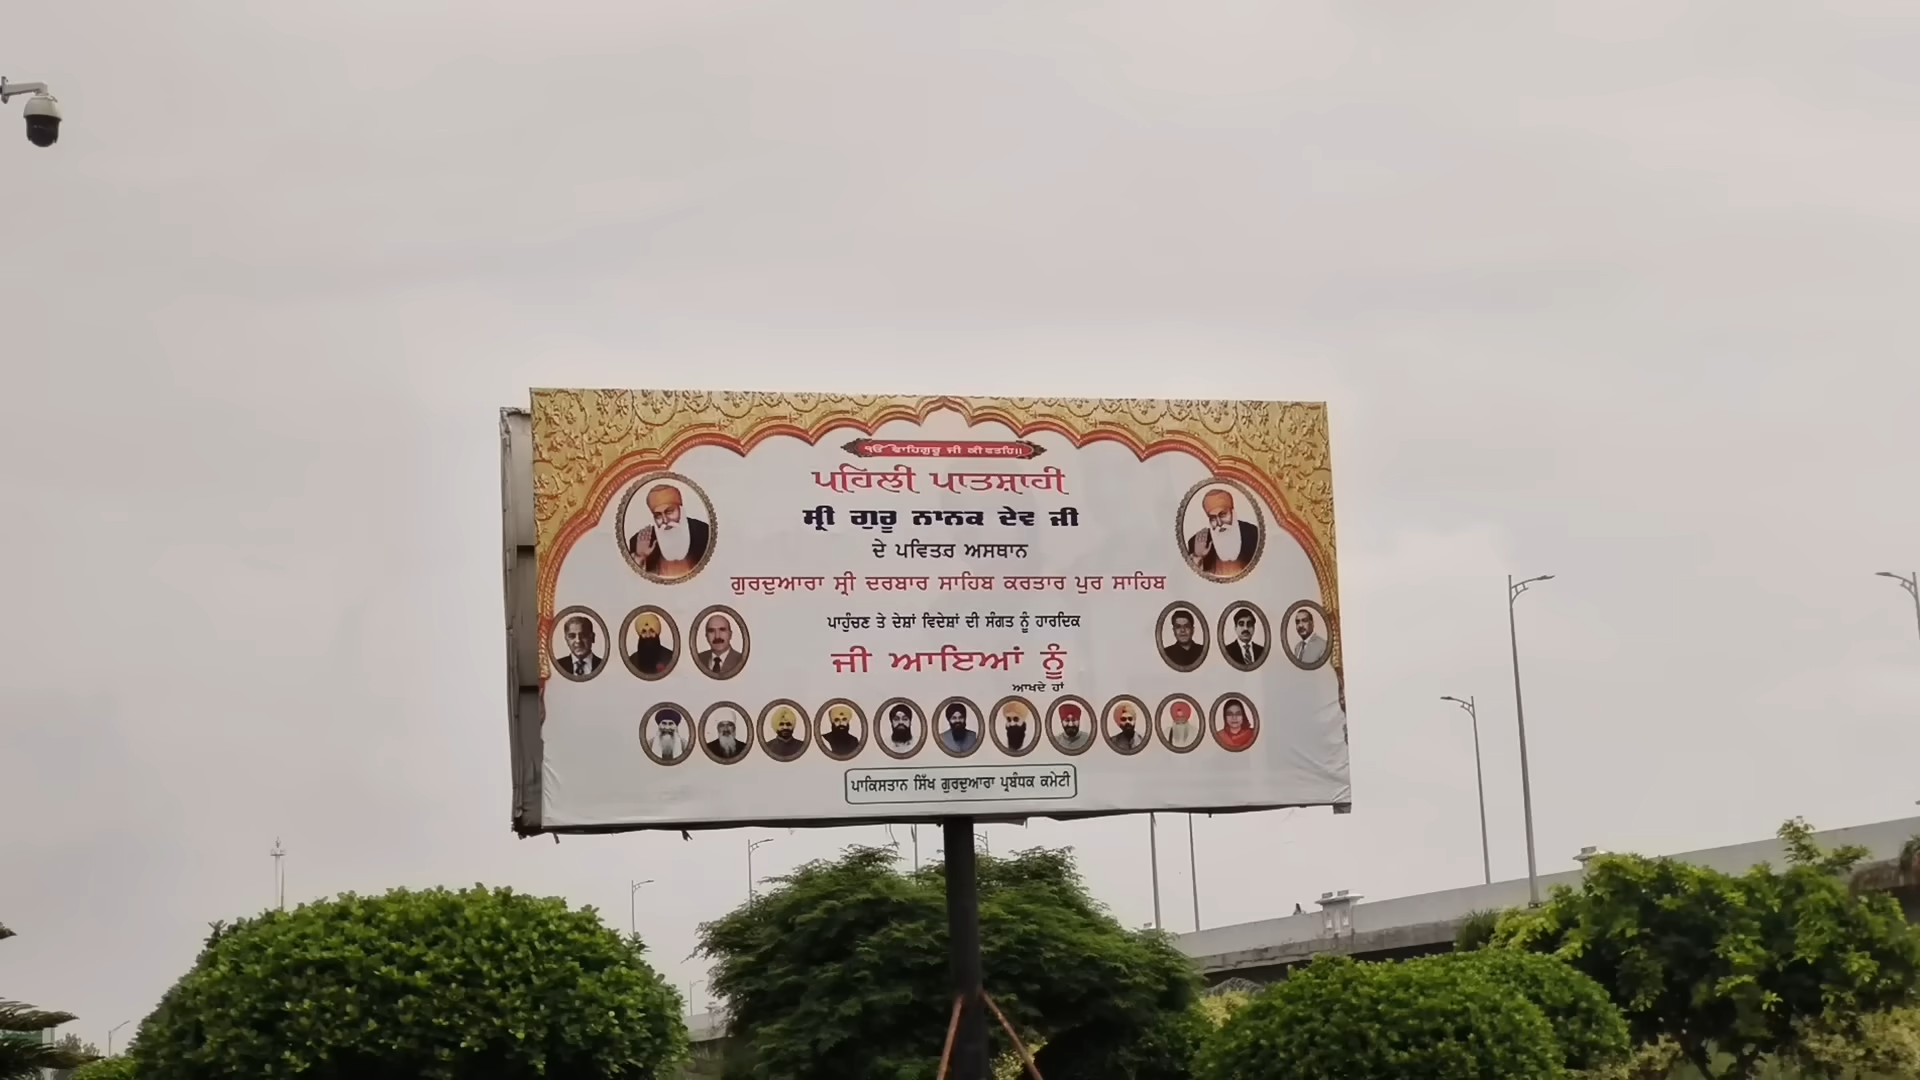 ੴ ਵਾਹਿਗੁਰੂ ਜੀ ਕੀ ਫਤਹਿ॥
ਪਹਿਲੀ ਪਾਤਸ਼ਾਹੀ
ਸ੍ਰੀ ਗੁਰੂ ਨਾਨਕ ਦੇਵ ਜੀ
ਦੇ ਪਵਿਤਰ ਅਸਥਾਨ
ਗੁਰਦੁਆਰਾ ਸ੍ਰੀ ਦਰਬਾਰ ਸਾਹਿਬ ਕਰਤਾਰ ਪੁਰ ਸਾਹਿਬ
ਪਾਹੁੰਚਣ ਤੇ ਦੇਸ਼ਾਂ ਵਿਦੇਸ਼ਾਂ ਦੀ ਸੰਗਤ ਨੂੰ ਹਾਰਦਿਕ
ਜੀ ਆਇਆਂ ਨੂੰ
ਆਖਦੇ ਹਾਂ
ਪਾਕਿਸਤਾਨ ਸਿੱਖ ਗੁਰਦੁਆਰਾ ਪ੍ਰਬੰਧਕ ਕਮੇਟੀ